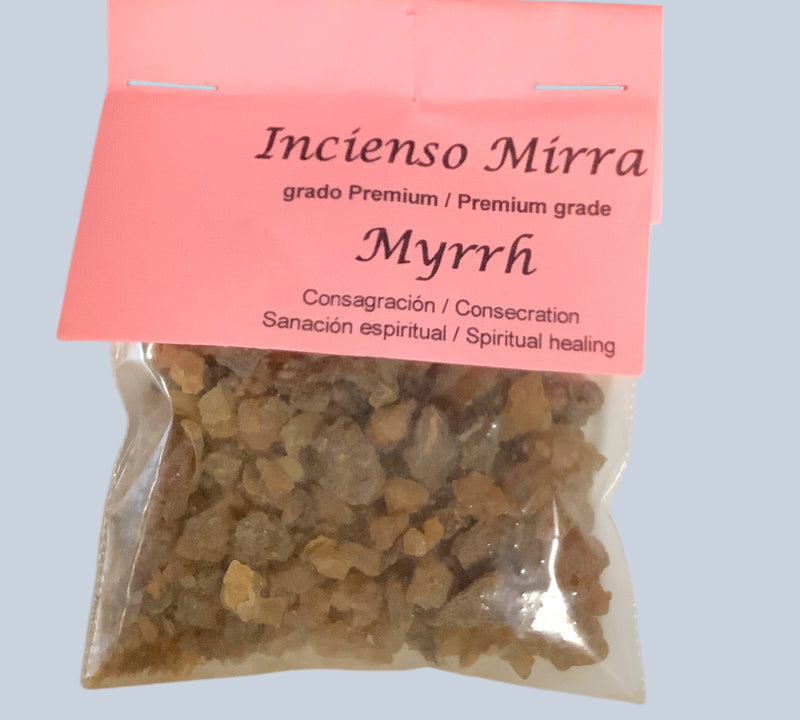 Incienso Mirra
grado Premium / Premium grade
Myrrh
Consagración / Consecration
Sanación espiritual / Spiritual healing